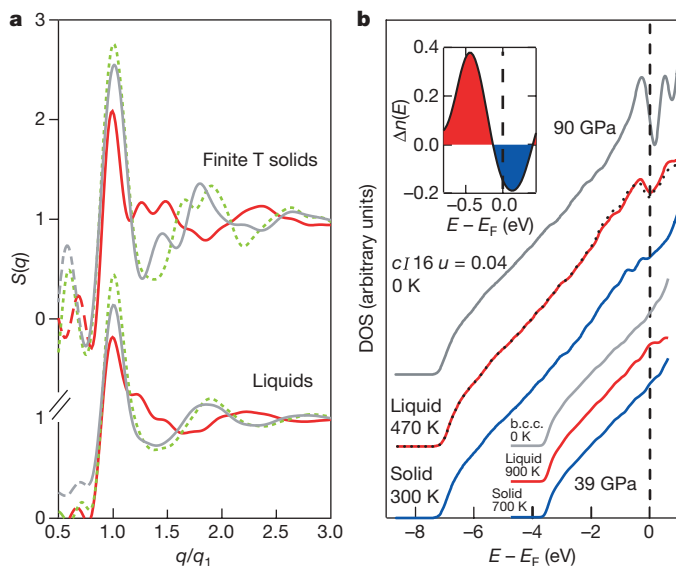 a
3
2
1
0
1
0
S(q)
Finite T solids
Liquids
0.5 1.0 1.5 2.0 2.5 3.0
q/q1
b
0.4
0.2
0.0
−0.2
Δn(E)
−0.5 0.0
E − EF (eV)
90 GPa
DOS (arbitrary units)
cI16 u = 0.04
0 K
Liquid
470 K
Solid
300 K
b.c.c.
0 K
Liquid
900 K
Solid
700 K
39 GPa
−8 −6 −4 −2 0
E − EF (eV)